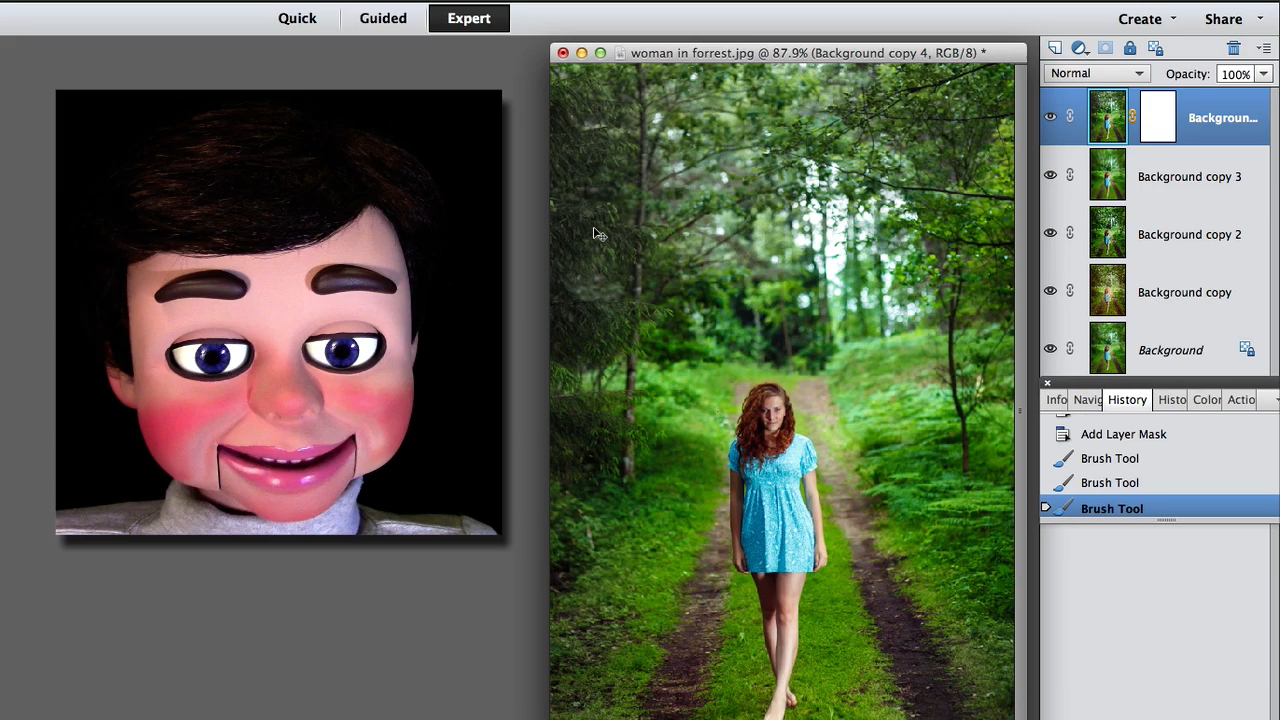 Quick Guided Expert Create Share
woman in forrest.jpg @ 87.9% (Background copy 4, RGB/8) *
Normal Opacity: 100%
Backgroun...
Background copy 3
Background copy 2
Background copy
Background
Info Navig History Histo Color Actio
Add Layer Mask
Brush Tool
Brush Tool
Brush Tool